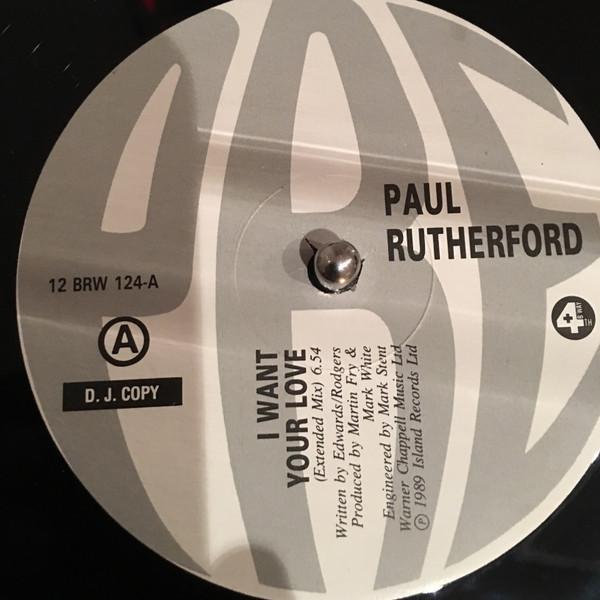 PAUL
RUTHERFORD
12 BRW 124-A
A
D. J. COPY
I WANT
YOUR LOVE
(Extended Mix) 6.54
Written by Edwards/Rodgers
Produced by Martin Fry &
Mark White
Engineered by Mark Stent
Warner Chappell Music Ltd
Ⓟ 1989 Island Records Ltd
4